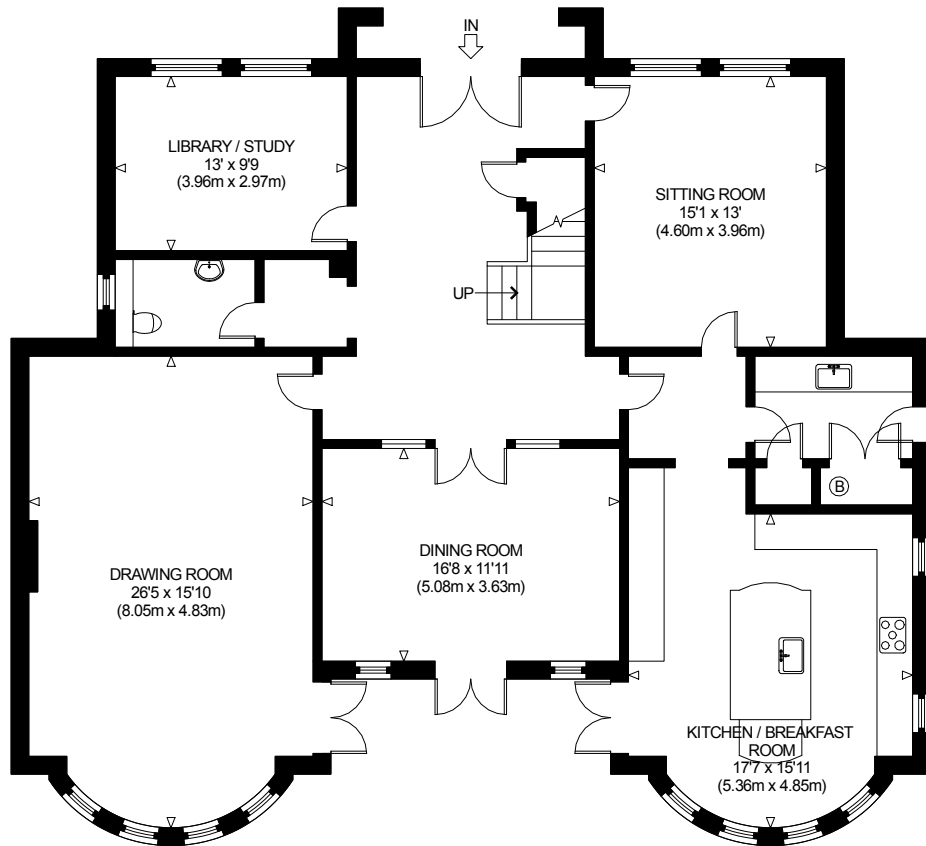 IN
LIBRARY / STUDY
13' x 9'9
(3.96m x 2.97m)
SITTING ROOM
15'1 x 13'
(4.60m x 3.96m)
UP
B
DRAWING ROOM
26'5 x 15'10
(8.05m x 4.83m)
DINING ROOM
16'8 x 11'11
(5.08m x 3.63m)
KITCHEN / BREAKFAST
ROOM
17'7 x 15'11
(5.36m x 4.85m)